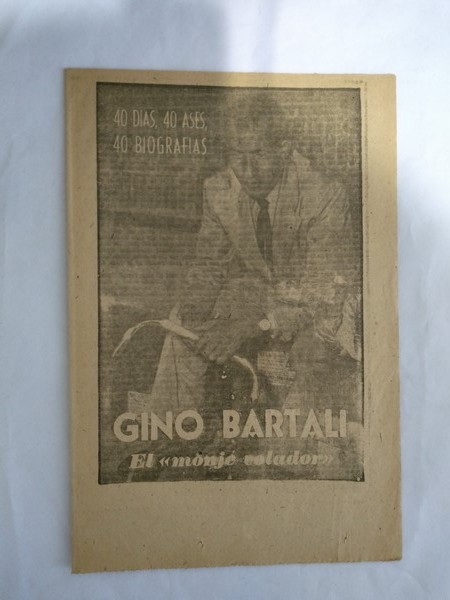 40 DIAS, 40 ASES,
40 BIOGRAFIAS
GINO BARTALI
El «monje volador»